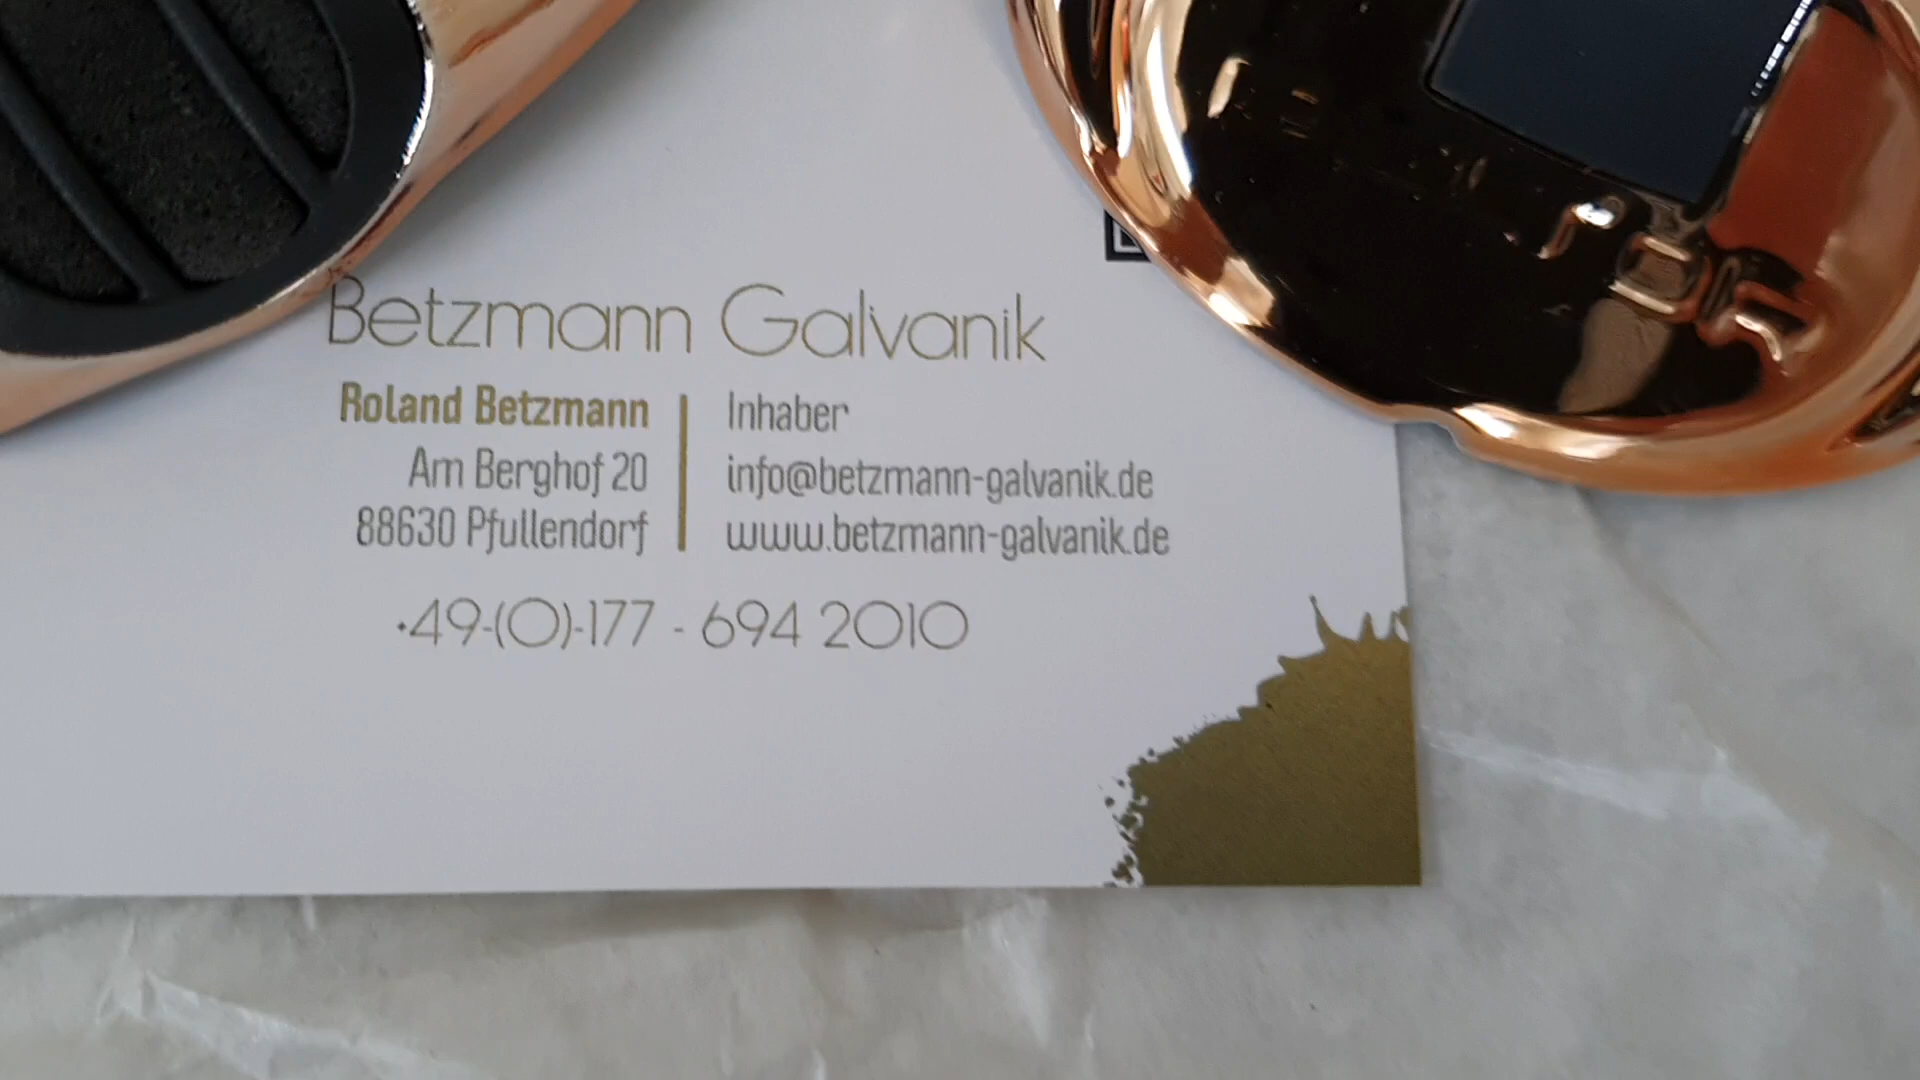 Betzmann Galvanik
Roland Betzmann
Am Berghof 20
88630 Pfullendorf
Inhaber
info@betzmann-galvanik.de
www.betzmann-galvanik.de
+49-(0)-177 - 694 2010